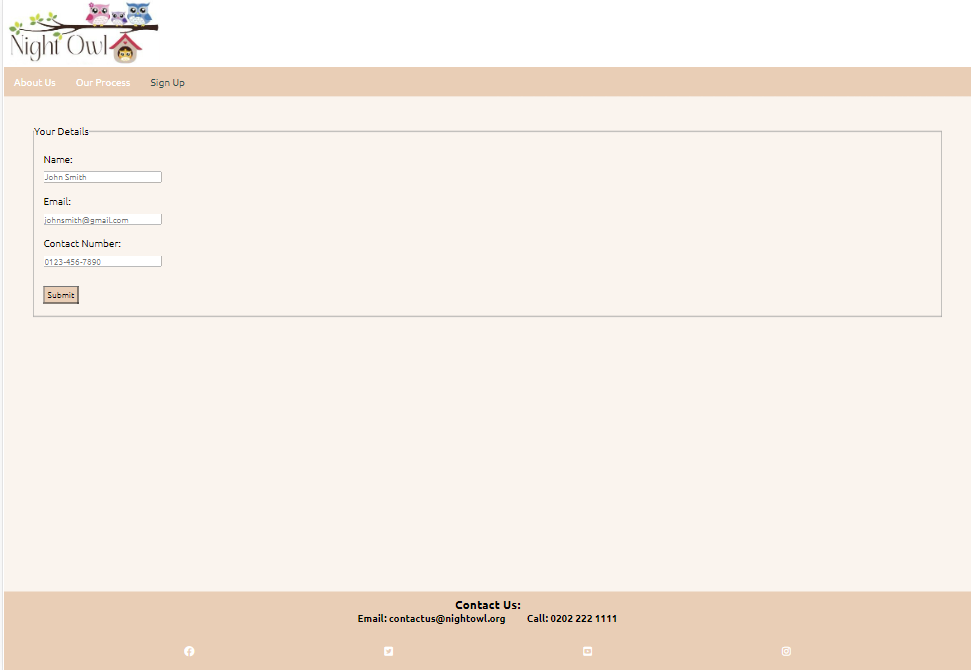 Night Owl
About Us Our Process Sign Up
Your Details
Name:
John Smith
Email:
johnsmith@gmail.com
Contact Number:
0123-456-7890
Submit
Contact Us:
Email: contactus@nightowl.org Call: 0202 222 1111